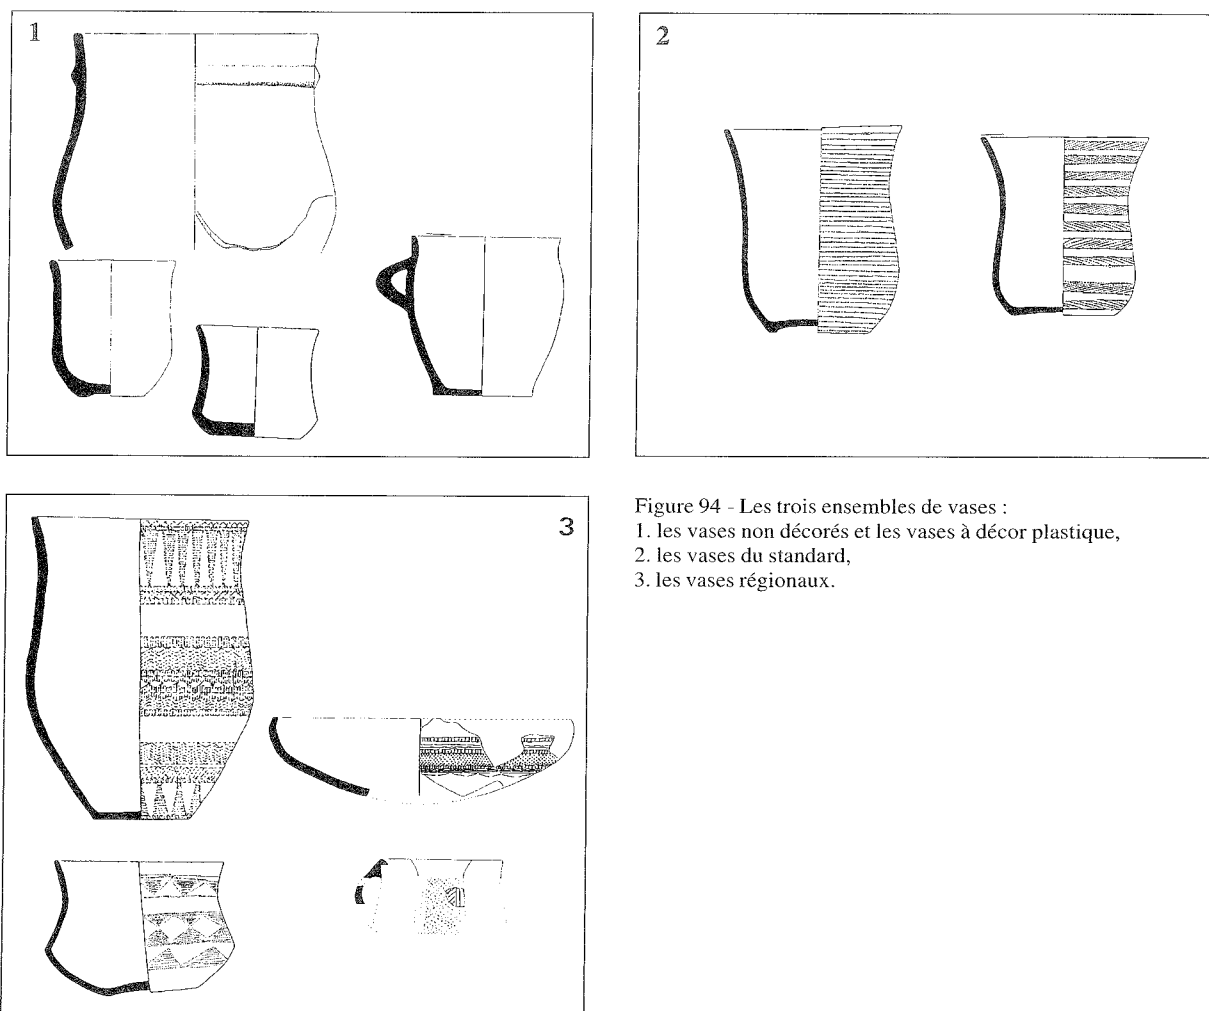 1
2
3
Figure 94 - Les trois ensembles de vases :
1. les vases non décorés et les vases à décor plastique,
2. les vases du standard,
3. les vases régionaux.